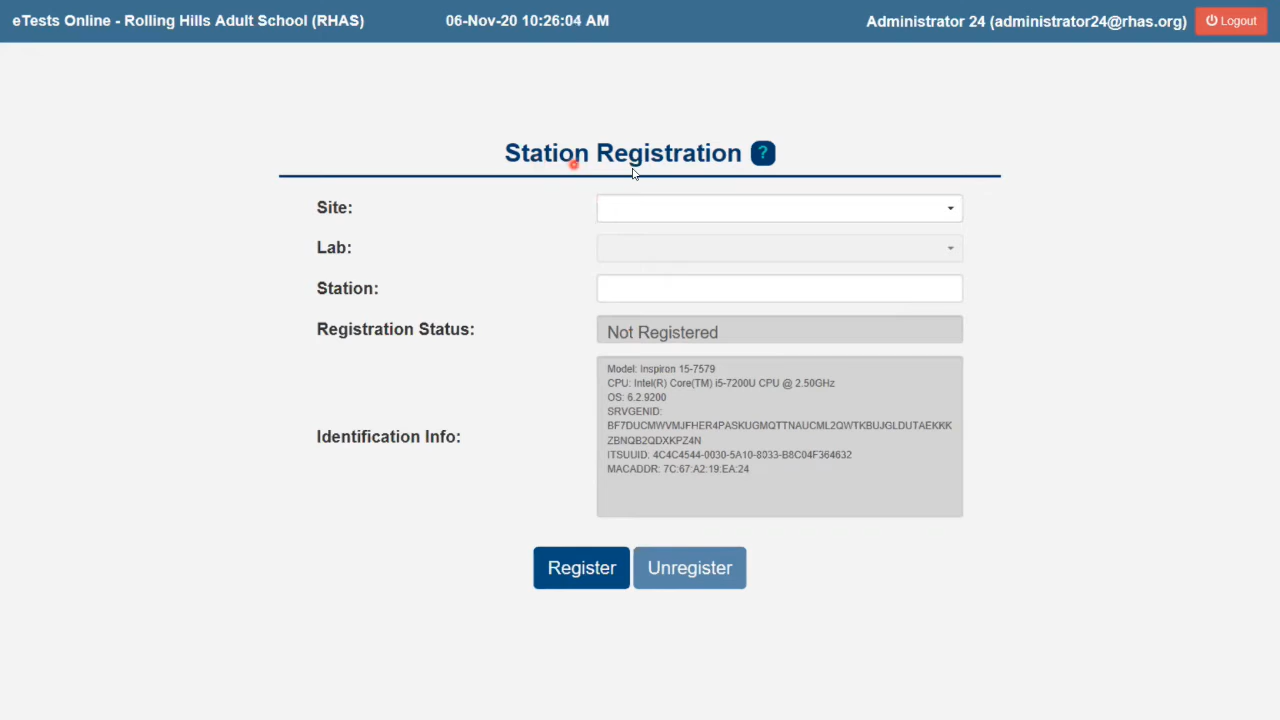 eTests Online - Rolling Hills Adult School (RHAS) 06-Nov-20 10:26:04 AM Administrator 24 (administrator24@rhas.org) Logout
Station Registration ?
Site:
Lab:
Station:
Registration Status: Not Registered
Identification Info:
Model: Inspiron 15-7579
CPU: Intel(R) Core(TM) i5-7200U CPU @ 2.50GHz
OS: 6.2.9200
SRVGENID:
BF7DUCMWVMJFHER4PASKUGMQTTNAUCML2QWTKBUJGLDUTAEKKK
ZBNQB2QDXKPZ4N
ITSUUID: 4C4C4544-0030-5A10-8033-B8C04F364632
MACADDR: 7C:67:A2:19:EA:24
Register Unregister